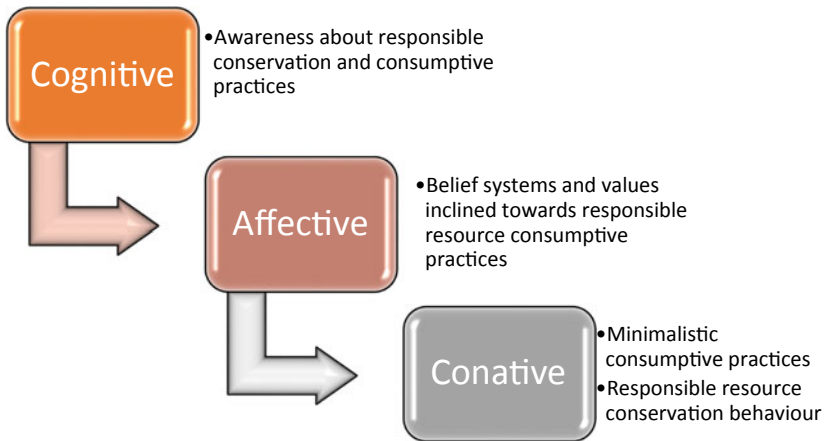 Cognitive
•Awareness about responsible
conservation and consumptive
practices
Affective
•Belief systems and values
inclined towards responsible
resource consumptive
practices
Conative
•Minimalistic
consumptive practices
•Responsible resource
conservation behaviour